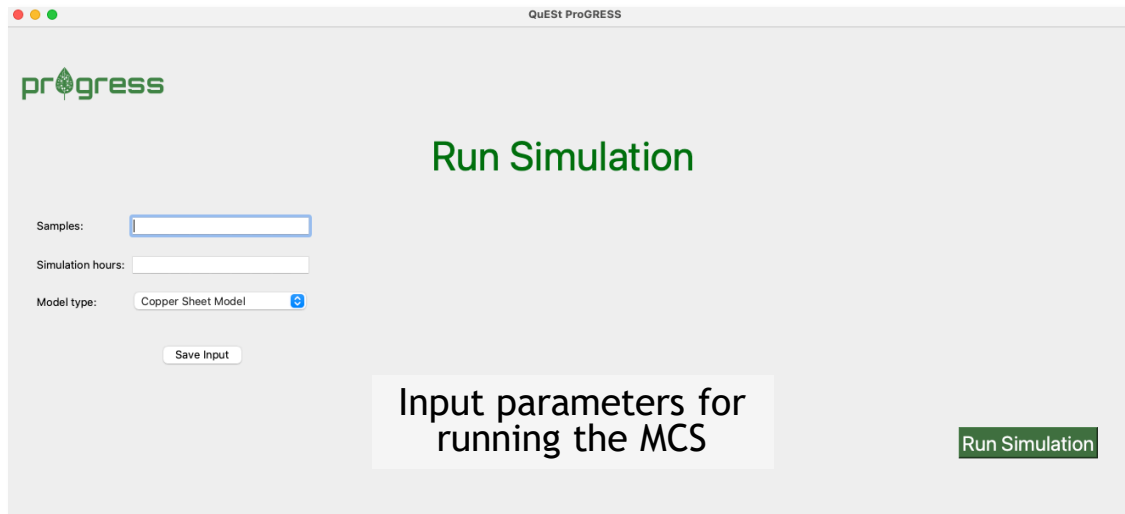 QuESt ProGRESS
progress
Run Simulation
Samples:
Simulation hours:
Model type:
Copper Sheet Model
Save Input
Input parameters for
running the MCS
Run Simulation